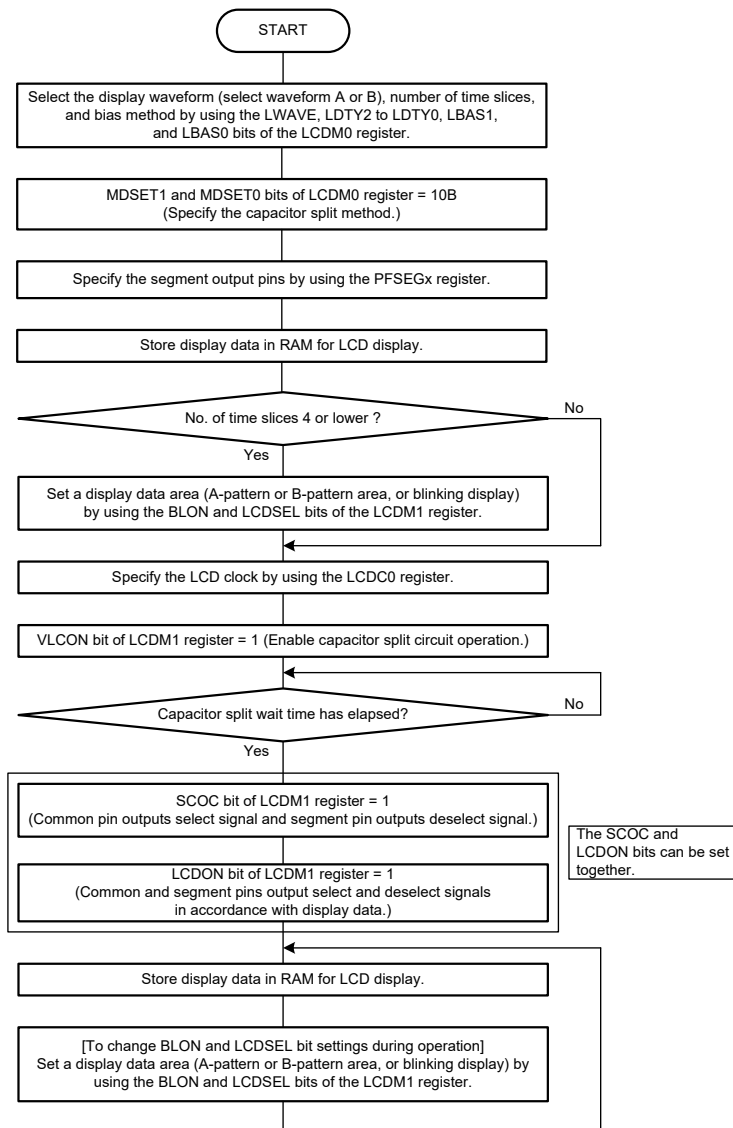 START
Select the display waveform (select waveform A or B), number of time slices,
and bias method by using the LWAVE, LDTY2 to LDTY0, LBAS1,
and LBAS0 bits of the LCDM0 register.
MDSET1 and MDSET0 bits of LCDM0 register = 10B
(Specify the capacitor split method.)
Specify the segment output pins by using the PFSEGx register.
Store display data in RAM for LCD display.
No. of time slices 4 or lower ?
No
Yes
Set a display data area (A-pattern or B-pattern area, or blinking display)
by using the BLON and LCDSEL bits of the LCDM1 register.
Specify the LCD clock by using the LCDC0 register.
VLCON bit of LCDM1 register = 1 (Enable capacitor split circuit operation.)
Capacitor split wait time has elapsed?
No
Yes
SCOC bit of LCDM1 register = 1
(Common pin outputs select signal and segment pin outputs deselect signal.)
LCDON bit of LCDM1 register = 1
(Common and segment pins output select and deselect signals
in accordance with display data.)
The SCOC and
LCDON bits can be set
together.
Store display data in RAM for LCD display.
[To change BLON and LCDSEL bit settings during operation]
Set a display data area (A-pattern or B-pattern area, or blinking display) by
using the BLON and LCDSEL bits of the LCDM1 register.